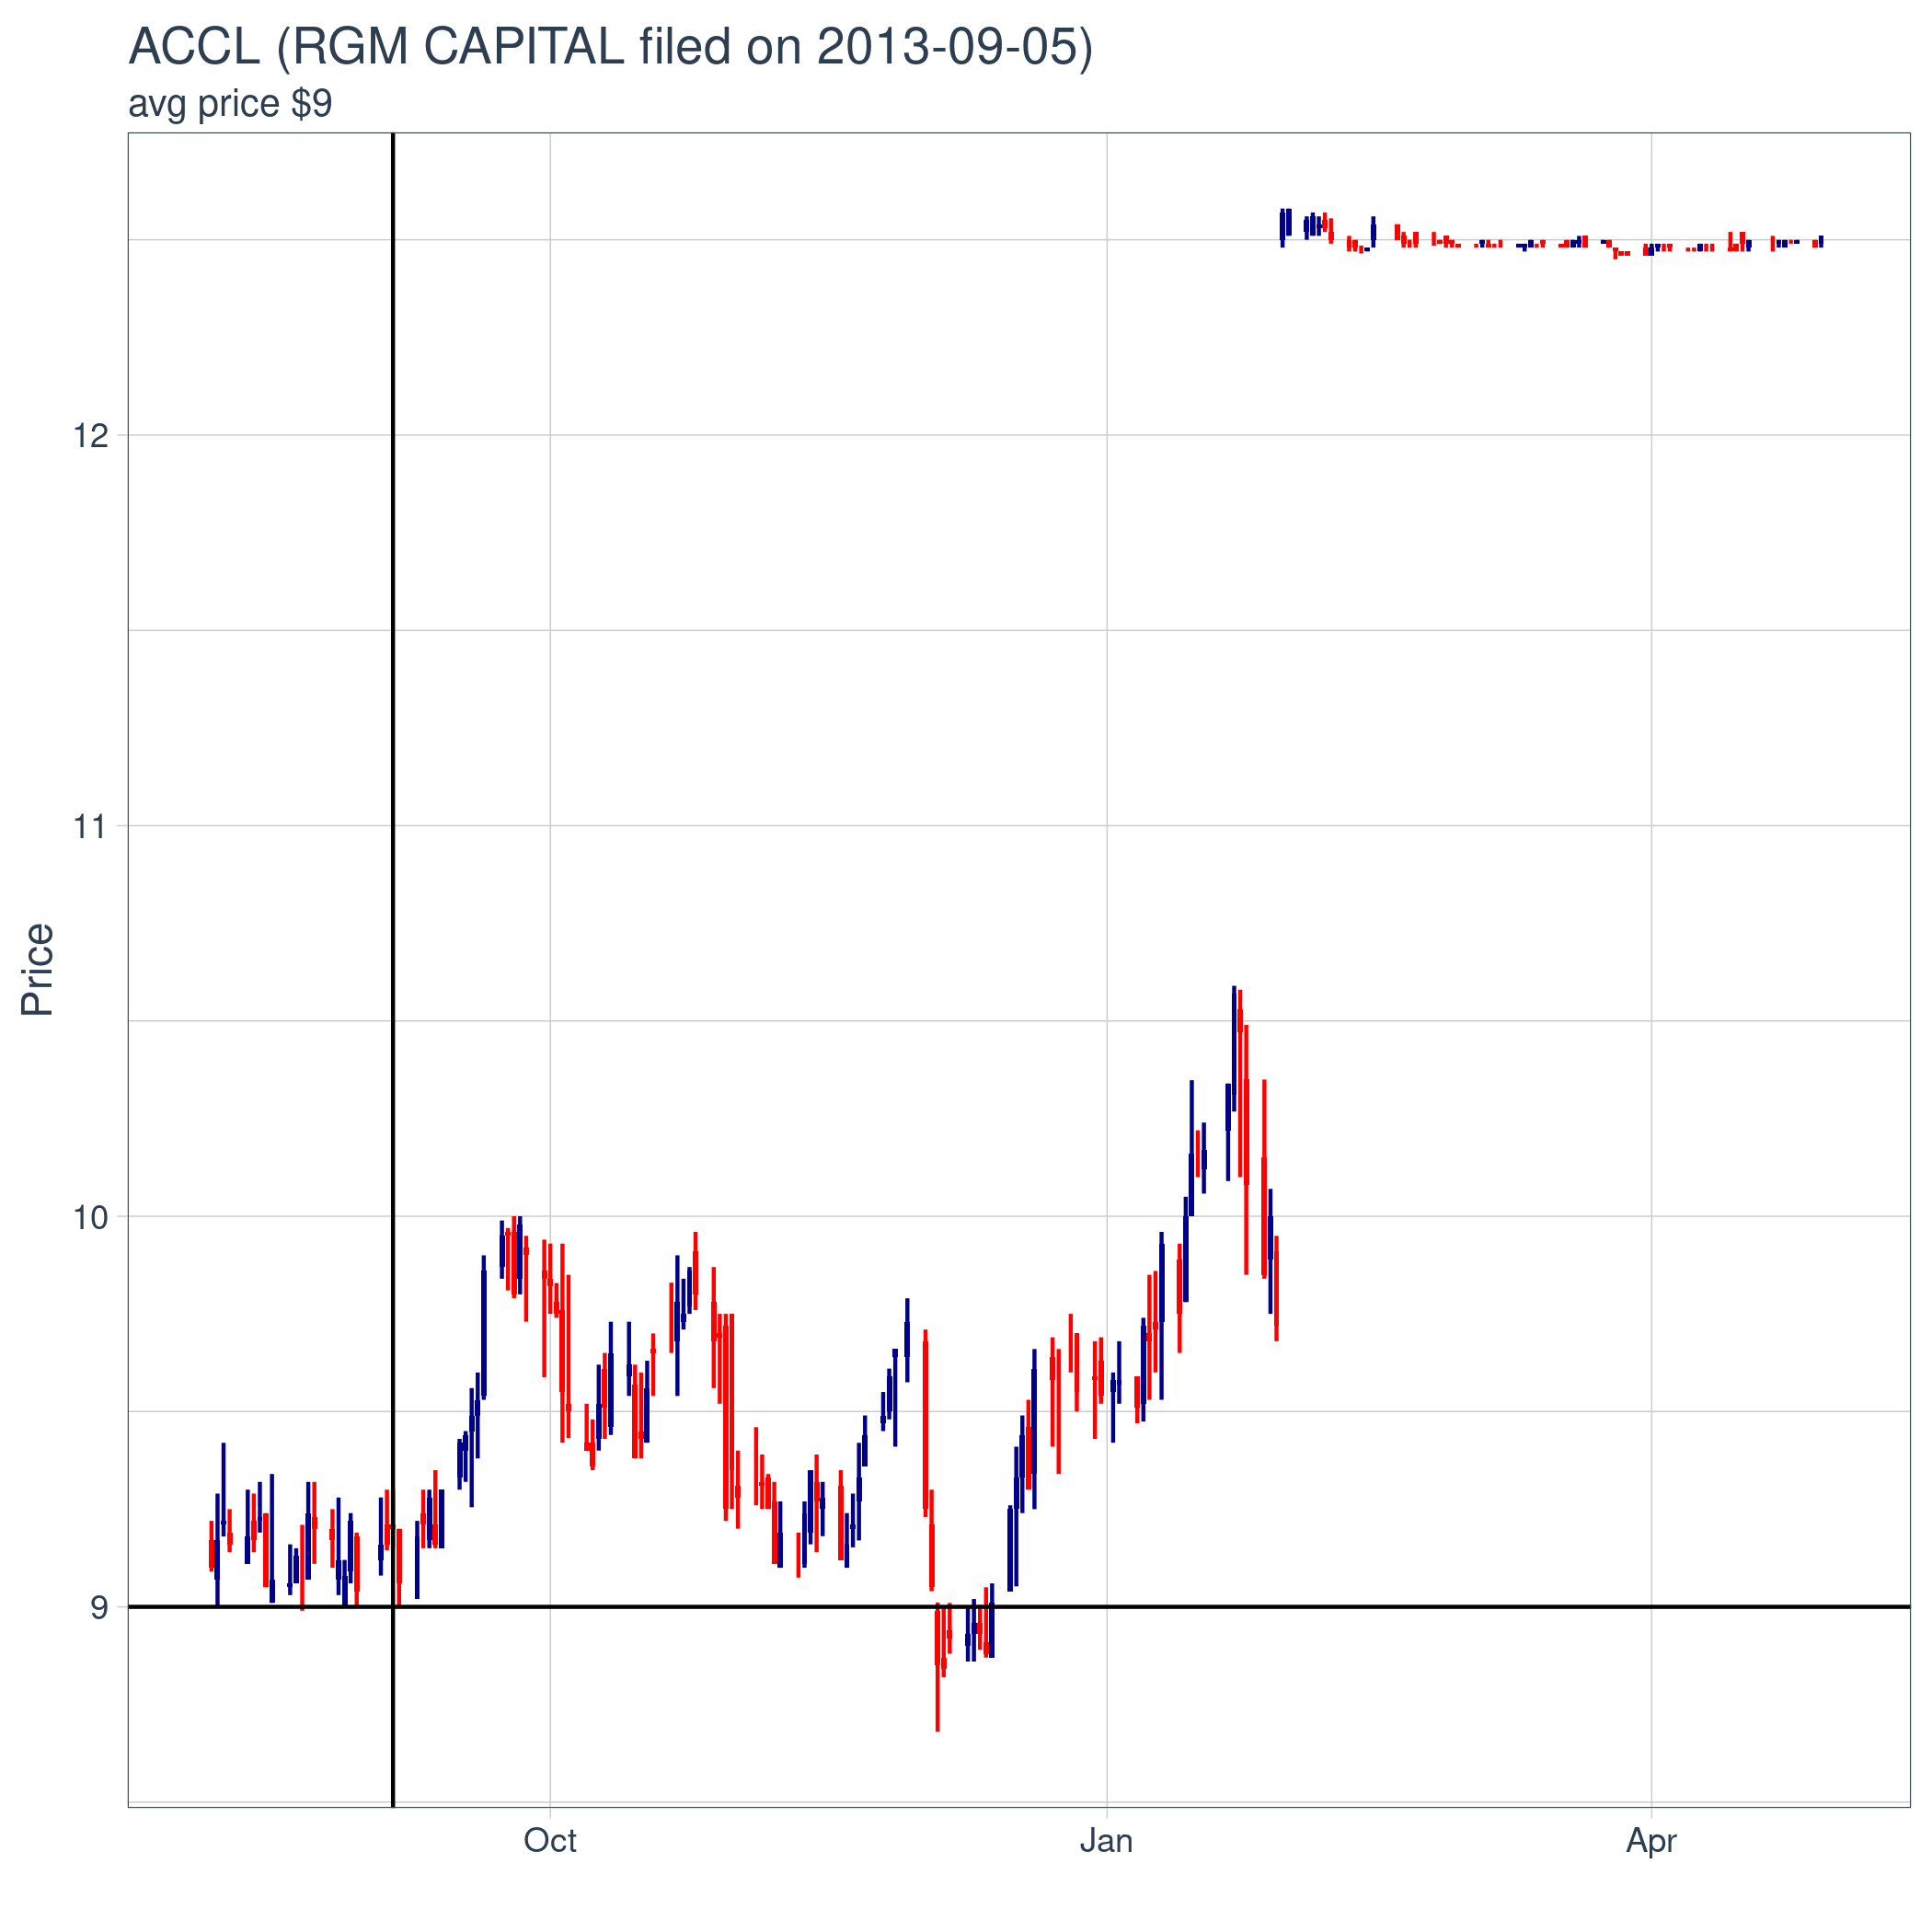 ACCL (RGM CAPITAL filed on 2013-09-05)
avg price $9
12
11
10
9
Price
Oct Jan Apr